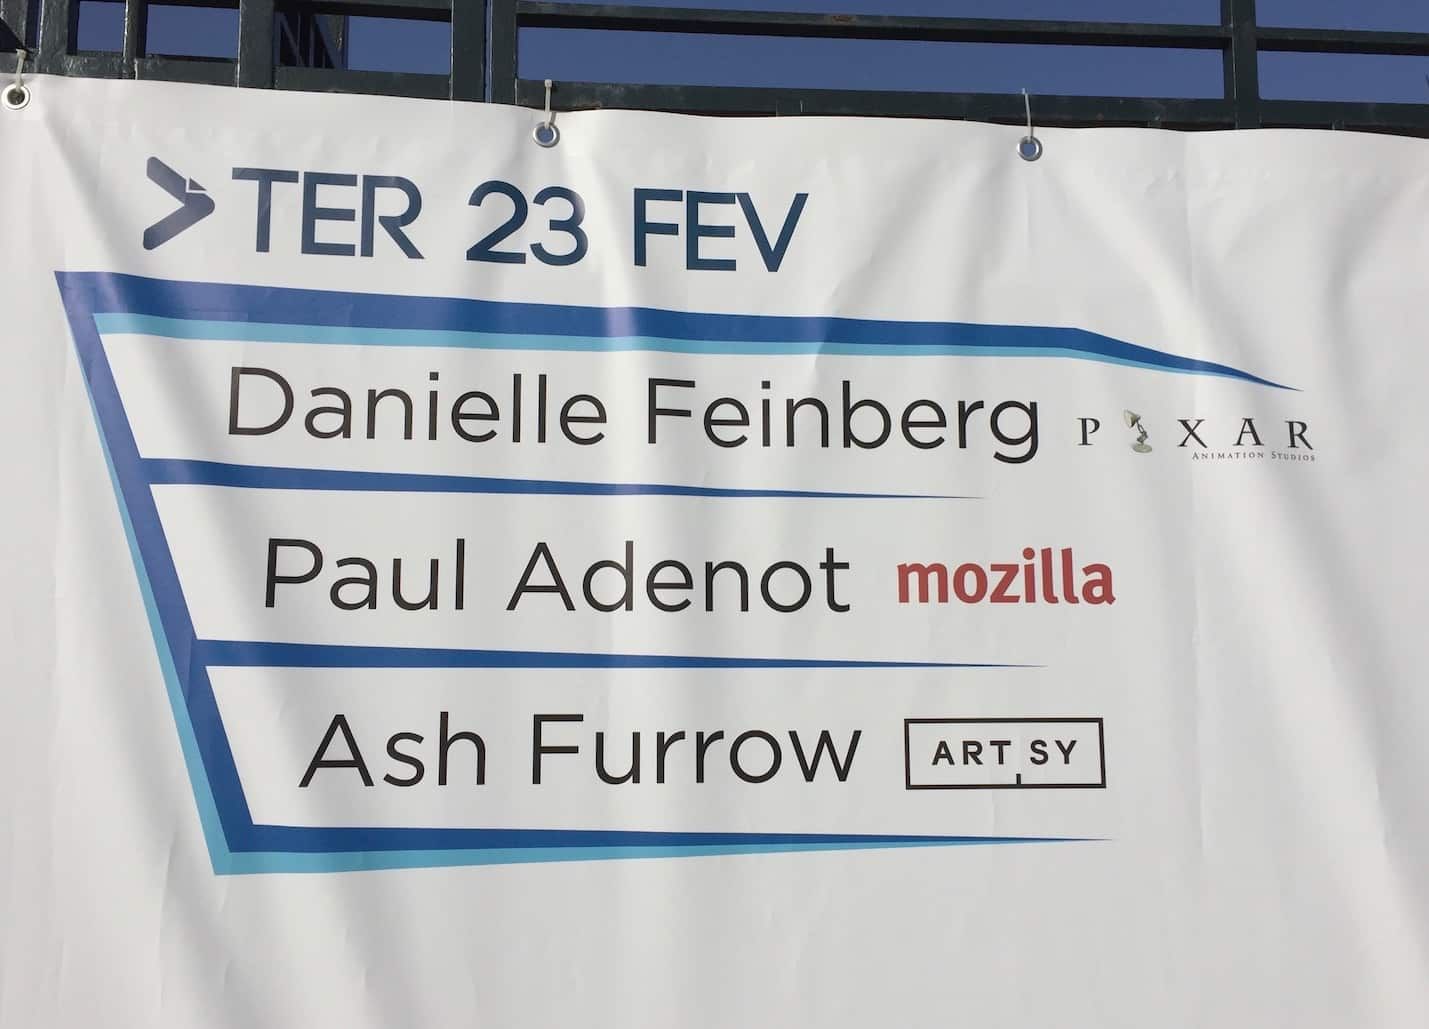 TER 23 FEV
Danielle Feinberg PIXAR
ANIMATION STUDIOS
Paul Adenot mozilla
Ash Furrow ARTSY